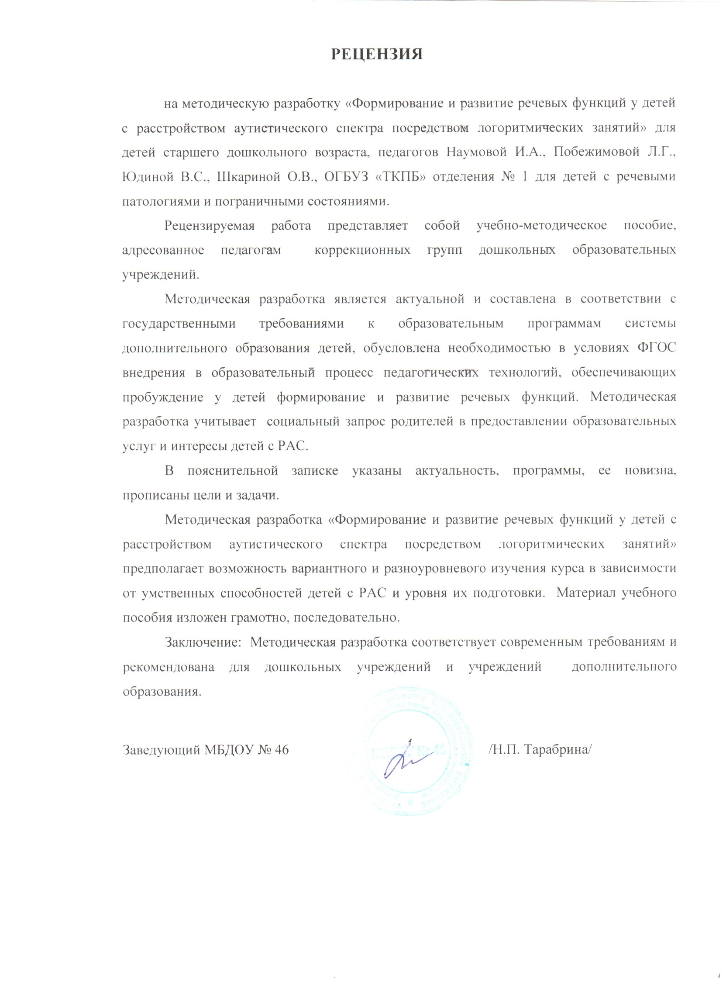 РЕЦЕНЗИЯ
на методическую разработку «Формирование и развитие речевых функций у детей
с расстройством аутистического спектра посредством логоритмических занятий» для
детей старшего дошкольного возраста, педагогов Наумовой И.А., Побежимовой Л.Г.,
Юдиной В.С., Шкариной О.В., ОГБУЗ «ТКПБ» отделения № 1 для детей с речевыми
патологиями и пограничными состояниями.
Рецензируемая работа представляет собой учебно-методическое пособие,
адресованное педагогам коррекционных групп дошкольных образовательных
учреждений.
Методическая разработка является актуальной и составлена в соответствии с
государственными требованиями к образовательным программам системы
дополнительного образования детей, обусловлена необходимостью в условиях ФГОС
внедрения в образовательный процесс педагогических технологий, обеспечивающих
пробуждение у детей формирование и развитие речевых функций. Методическая
разработка учитывает социальный запрос родителей в предоставлении образовательных
услуг и интересы детей с РАС.
В пояснительной записке указаны актуальность, программы, ее новизна,
прописаны цели и задачи.
Методическая разработка «Формирование и развитие речевых функций у детей с
расстройством аутистического спектра посредством логоритмических занятий»
предполагает возможность вариантного и разноуровневого изучения курса в зависимости
от умственных способностей детей с РАС и уровня их подготовки. Материал учебного
пособия изложен грамотно, последовательно.
Заключение: Методическая разработка соответствует современным требованиям и
рекомендована для дошкольных учреждений и учреждений дополнительного
образования.
Заведующий МБДОУ № 46 /Н.П. Тарабрина/
ОБРАЗОВАТЕЛЬНОЕ УЧРЕЖДЕНИЕ